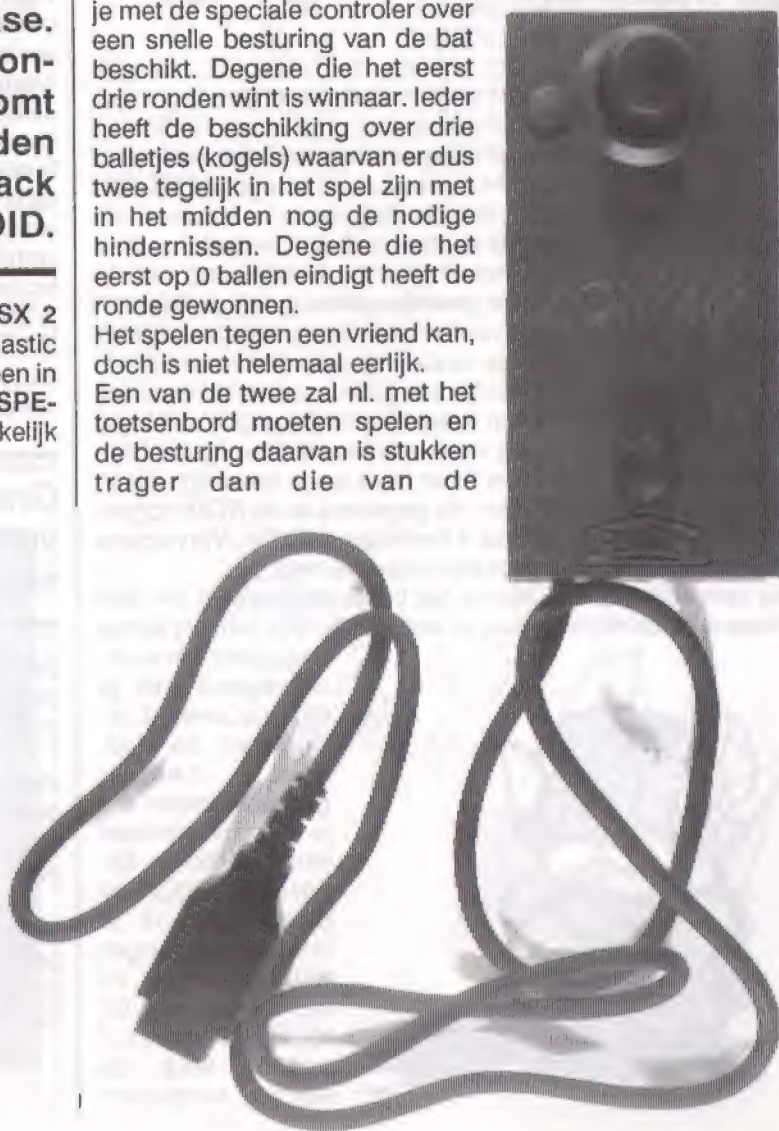 se.
on-
omt
den
ack
OID.
SX 2
astic
en in
SPE-
kelijk
je met de speciale controler over
een snelle besturing van de bat
beschikt. Degene die het eerst
drie ronden wint is winnaar. Ieder
heeft de beschikking over drie
balletjes (kogels) waarvan er dus
twee tegelijk in het spel zijn met
in het midden nog de nodige
hindernissen. Degene die het
eerst op 0 ballen eindigt heeft de
ronde gewonnen.
Het spelen tegen een vriend kan,
doch is niet helemaal eerlijk.
Een van de twee zal nl. met het
toetsenbord moeten spelen en
de besturing daarvan is stukken
trager dan die van de